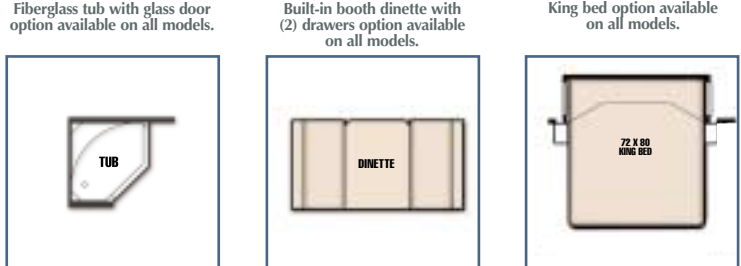 Fiberglass tub with glass door
option available on all models.
Built-in booth dinette with
(2) drawers option available
on all models.
King bed option available
on all models.
TUB
DINETTE
72 X 80
KING BED